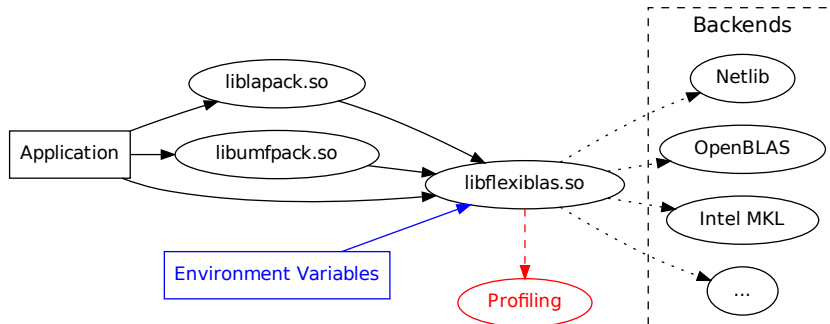 Backends
liblapack.so
Netlib
Application
libumfpack.so
OpenBLAS
libflexiblas.so
Intel MKL
Environment Variables
Profiling
...